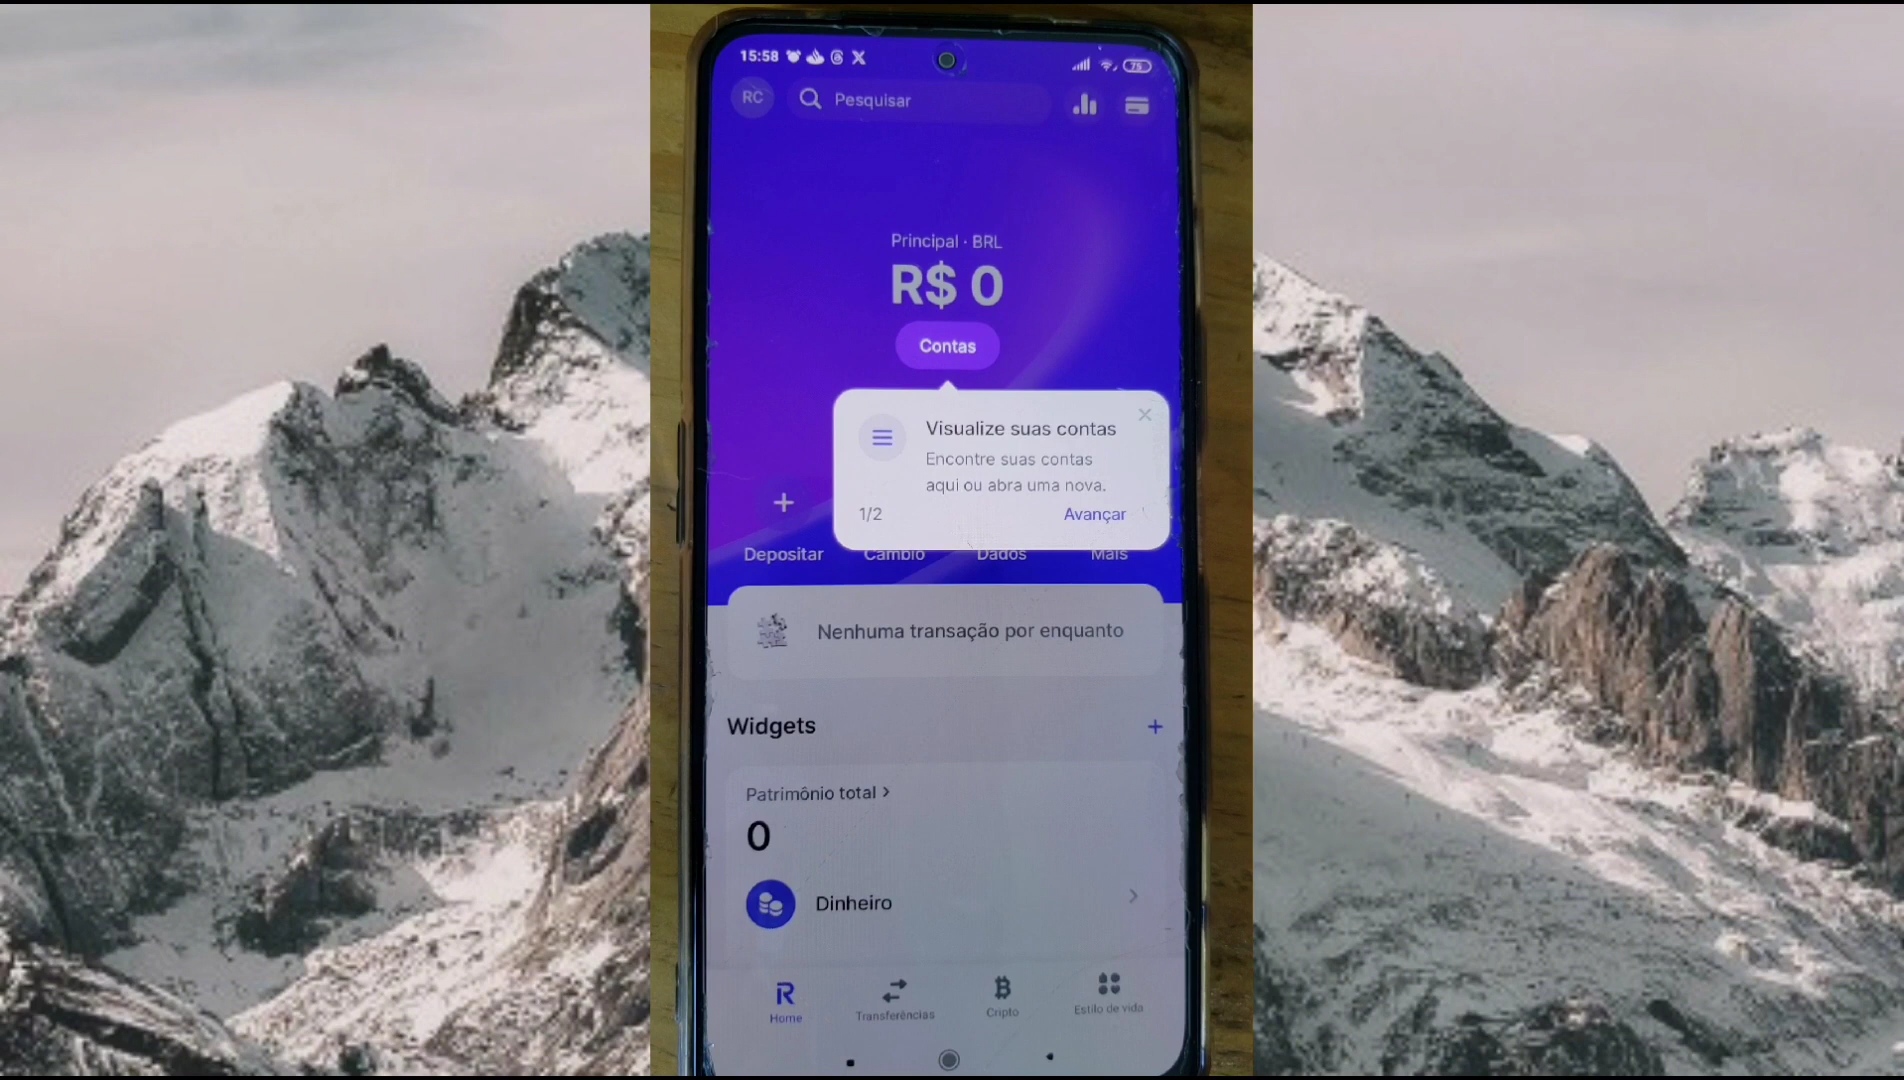 15:58
75
RC
Pesquisar
Principal · BRL
R$ 0
Contas
Visualize suas contas
Encontre suas contas
aqui ou abra uma nova.
1/2
Avançar
Depositar
Câmbio
Dados
Mais
Nenhuma transação por enquanto
Widgets
Patrimônio total
0
Dinheiro
Home
Transferências
Cripto
Estilo de vida